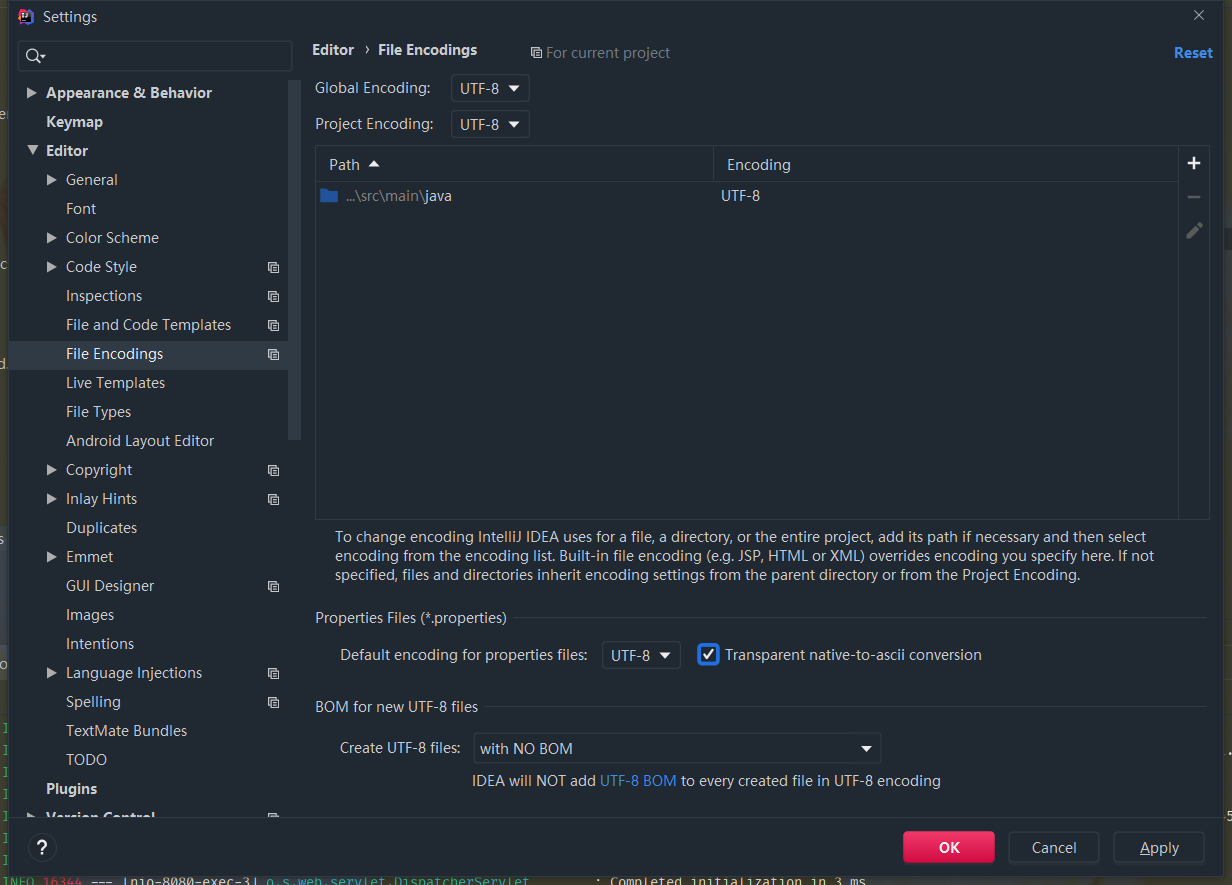 Settings
Editor › File Encodings
For current project
Reset
Appearance & Behavior
Keymap
Editor
General
Font
Color Scheme
Code Style
Inspections
File and Code Templates
File Encodings
Live Templates
File Types
Android Layout Editor
Copyright
Inlay Hints
Duplicates
Emmet
GUI Designer
Images
Intentions
Language Injections
Spelling
TextMate Bundles
TODO
Plugins
Version Control
Global Encoding: UTF-8
Project Encoding: UTF-8
Path Encoding
...\src\main\java UTF-8
To change encoding IntelliJ IDEA uses for a file, a directory, or the entire project, add its path if necessary and then select
encoding from the encoding list. Built-in file encoding (e.g. JSP, HTML or XML) overrides encoding you specify here. If not
specified, files and directories inherit encoding settings from the parent directory or from the Project Encoding.
Properties Files (*.properties)
Default encoding for properties files: UTF-8 Transparent native-to-ascii conversion
BOM for new UTF-8 files
Create UTF-8 files: with NO BOM
IDEA will NOT add UTF-8 BOM to every created file in UTF-8 encoding
?
OK
Cancel
Apply
INFO 16344 --- [nio-8080-exec-3] o.s.web.servlet.DispatcherServlet : Completed initialization in 3 ms